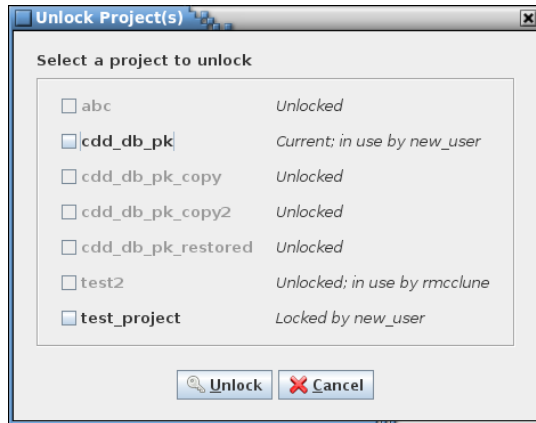 Unlock Project(s)
Select a project to unlock
abc Unlocked
cdd_db_pk Current; in use by new_user
cdd_db_pk_copy Unlocked
cdd_db_pk_copy2 Unlocked
cdd_db_pk_restored Unlocked
test2 Unlocked; in use by rmcclune
test_project Locked by new_user
Unlock Cancel